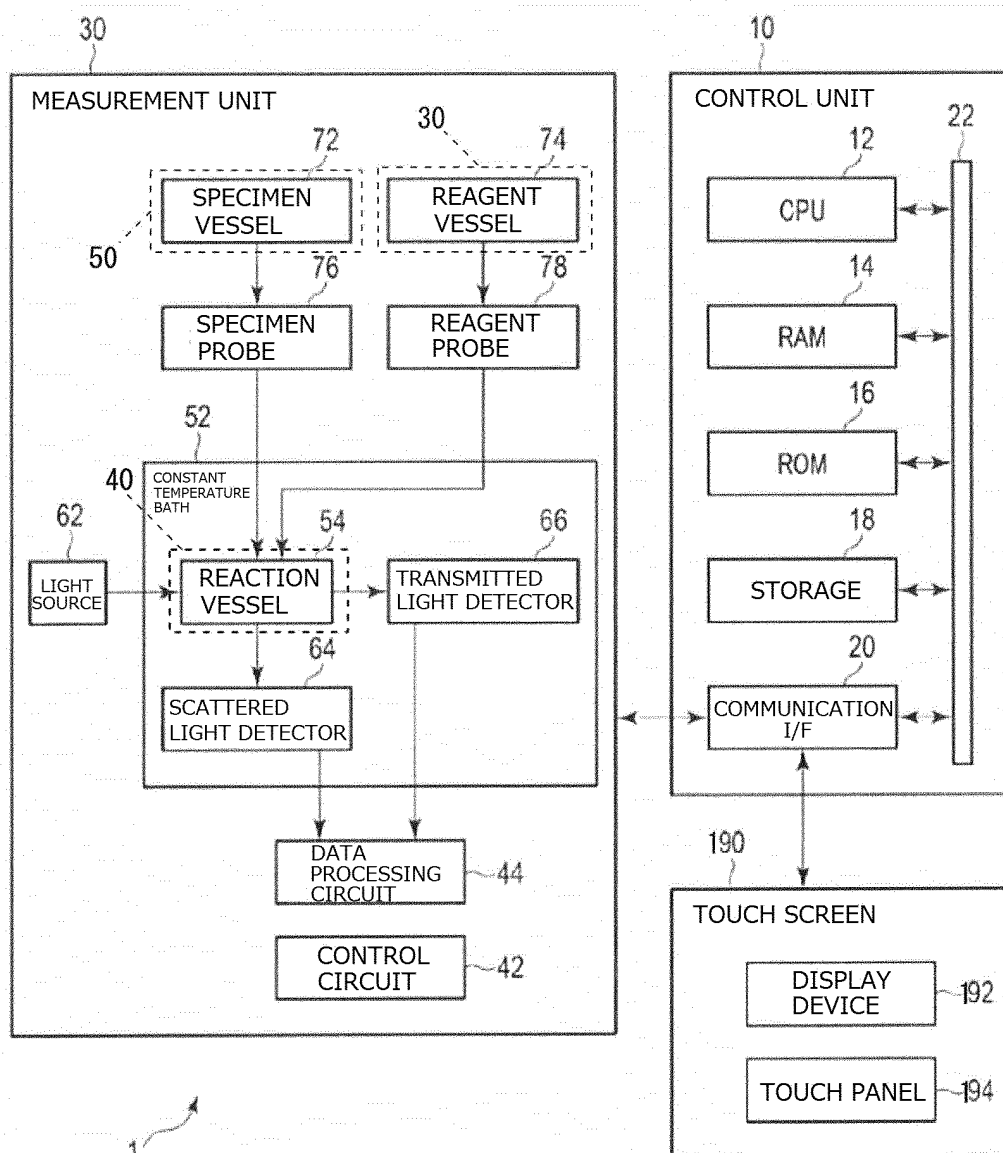 30
10
MEASUREMENT UNIT
CONTROL UNIT
72
30
74
12
22
SPECIMEN
VESSEL
REAGENT
VESSEL
CPU
50
76
78
14
SPECIMEN
PROBE
REAGENT
PROBE
RAM
52
16
CONSTANT
TEMPERATURE
BATH
40
ROM
62
54
66
18
LIGHT
SOURCE
REACTION
VESSEL
TRANSMITTED
LIGHT DETECTOR
STORAGE
64
20
SCATTERED
LIGHT DETECTOR
COMMUNICATION
I/F
DATA
PROCESSING
CIRCUIT
44
190
TOUCH SCREEN
CONTROL
CIRCUIT
42
DISPLAY
DEVICE
192
TOUCH PANEL
194
1